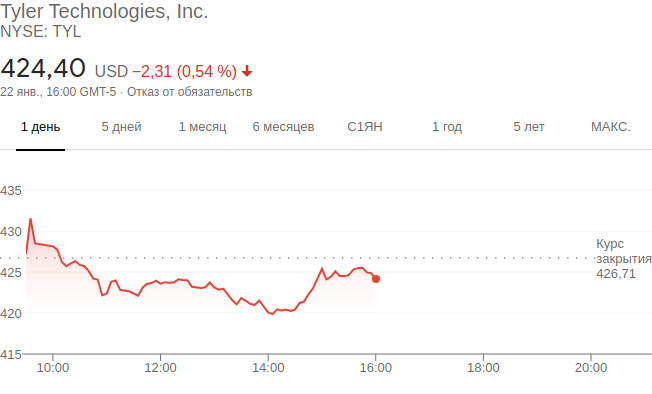 Tyler Technologies, Inc.
NYSE: TYL
424,40 USD −2,31 (0,54 %)
22 янв., 16:00 GMT-5 · Отказ от обязательств
1 день 5 дней 1 месяц 6 месяцев С1ЯН 1 год 5 лет МАКС.
435
430
Курс
закрытия
425
426,71
420
415
10:00 12:00 14:00 16:00 18:00 20:00